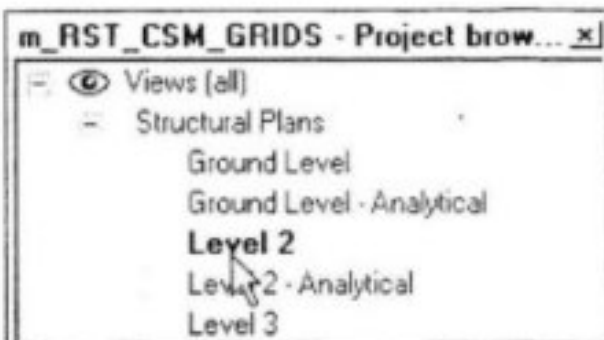 m_RST_CSM_GRIDS - Project brow...
Views (all)
Structural Plans
Ground Level
Ground Level - Analytical
Level 2
Level 2 - Analytical
Level 3